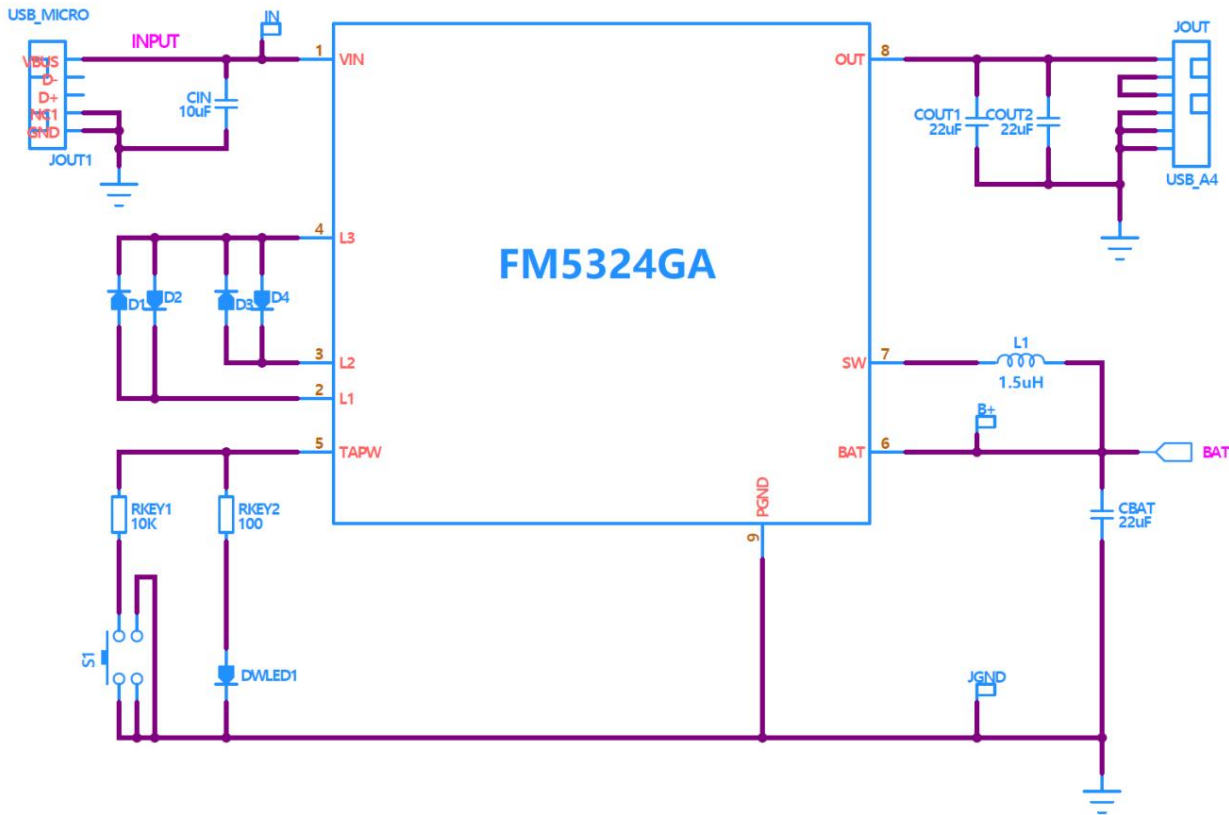 USB_MICRO
VBUS
D-
D+
NC1
GND
JOUT1
INPUT
IN
CIN
10uF
1
VIN
FM5324GA
8
OUT
COUT1
22uF
COUT2
22uF
JOUT
USB_A4
4
L3
D1
D2
D3
D4
3
L2
2
L1
5
TAPW
RKEY1
10K
RKEY2
100
S1
DWLED1
7
SW
L1
1.5uH
6
BAT
B+
BAT
CBAT
22uF
PGND
9
JGND